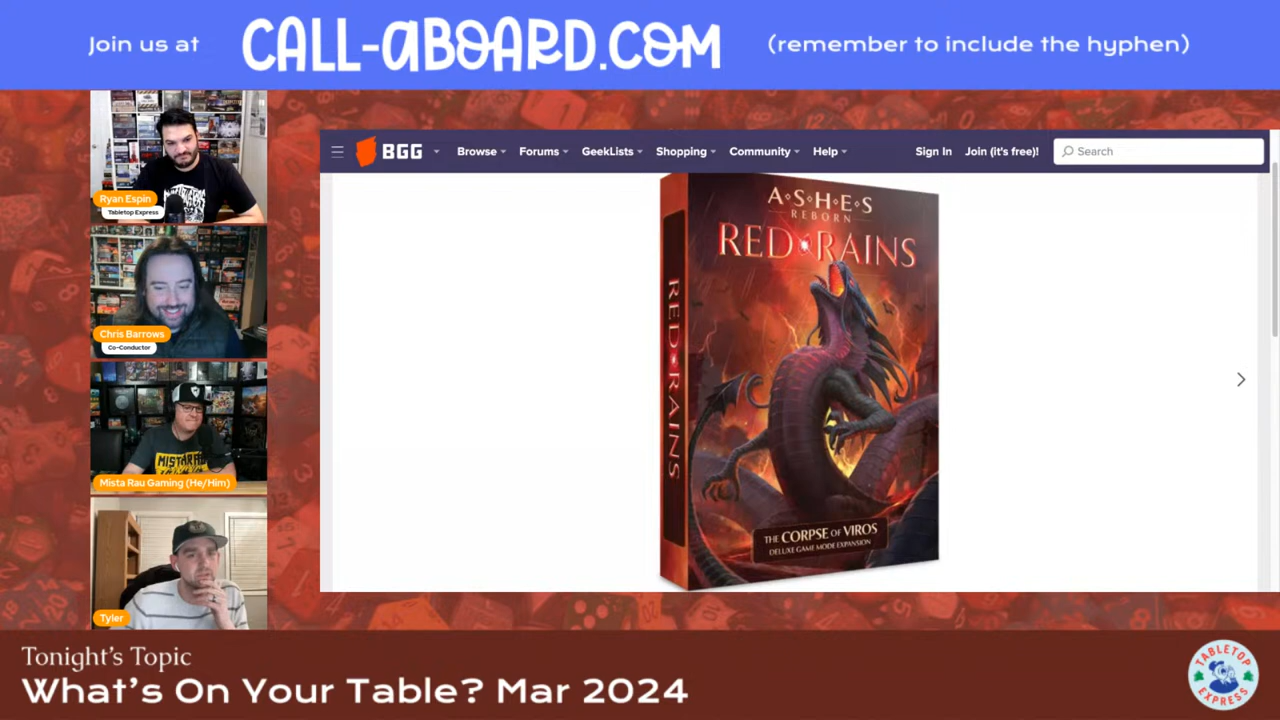 Join us at CALL-aBOARD.COM (remember to include the hyphen)
Ryan Espin
Tabletop Express
Chris Barrows
Co-Conductor
Mista Rau Gaming (He/Him)
Tyler
BGG Browse Forums GeekLists Shopping Community Help Sign In Join (it's free)! Search
A•S•H•E•S
REBORN
RED RAINS
RED RAINS
THE CORPSE OF VIROS
DELUXE GAME MODE EXPANSION
Tonight's Topic
What's On Your Table? Mar 2024
TABLETOP
EXPRESS